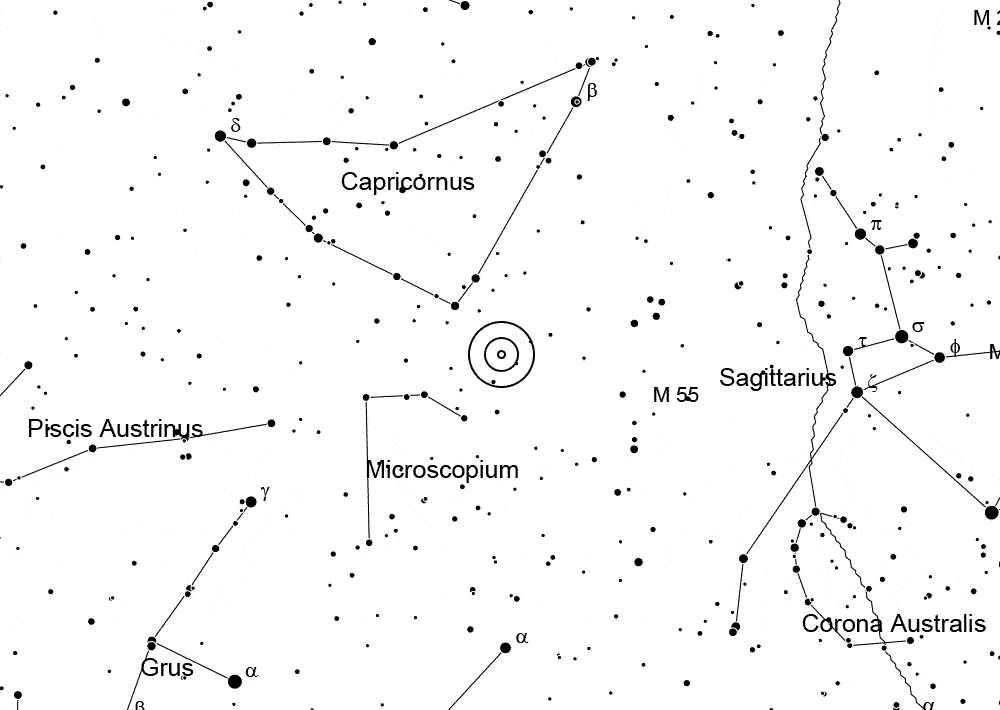 M 2
β
δ
Capricornus
π
σ
τ
ϕ
M
Sagittarius
ζ
M 55
Piscis Austrinus
Microscopium
γ
Corona Australis
α
Grus
α
β
α